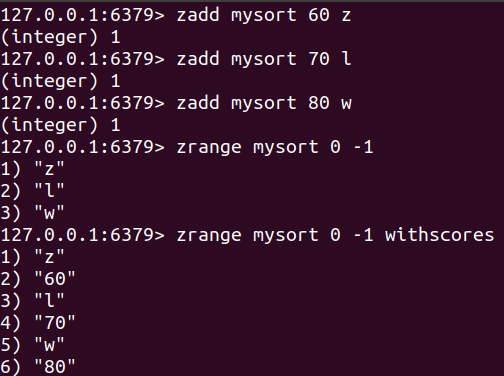 127.0.0.1:6379> zadd mysort 60 z
(integer) 1
127.0.0.1:6379> zadd mysort 70 l
(integer) 1
127.0.0.1:6379> zadd mysort 80 w
(integer) 1
127.0.0.1:6379> zrange mysort 0 -1
1) "z"
2) "l"
3) "w"
127.0.0.1:6379> zrange mysort 0 -1 withscores
1) "z"
2) "60"
3) "l"
4) "70"
5) "w"
6) "80"